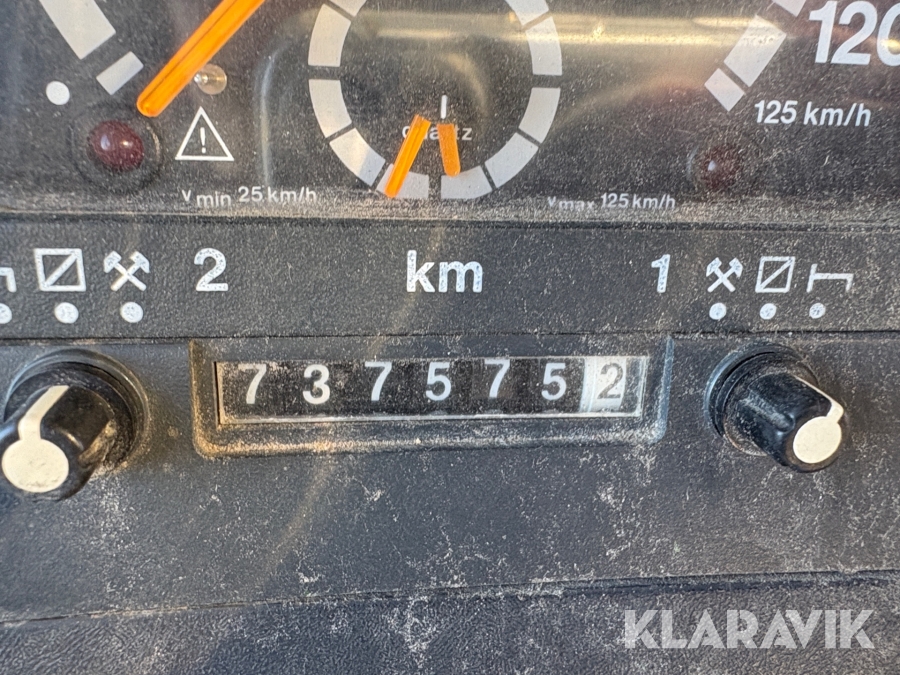 120
125 km/h
quartz
v min 25 km/h
v max 125 km/h
2 km 1
7375752
KLARAVIK